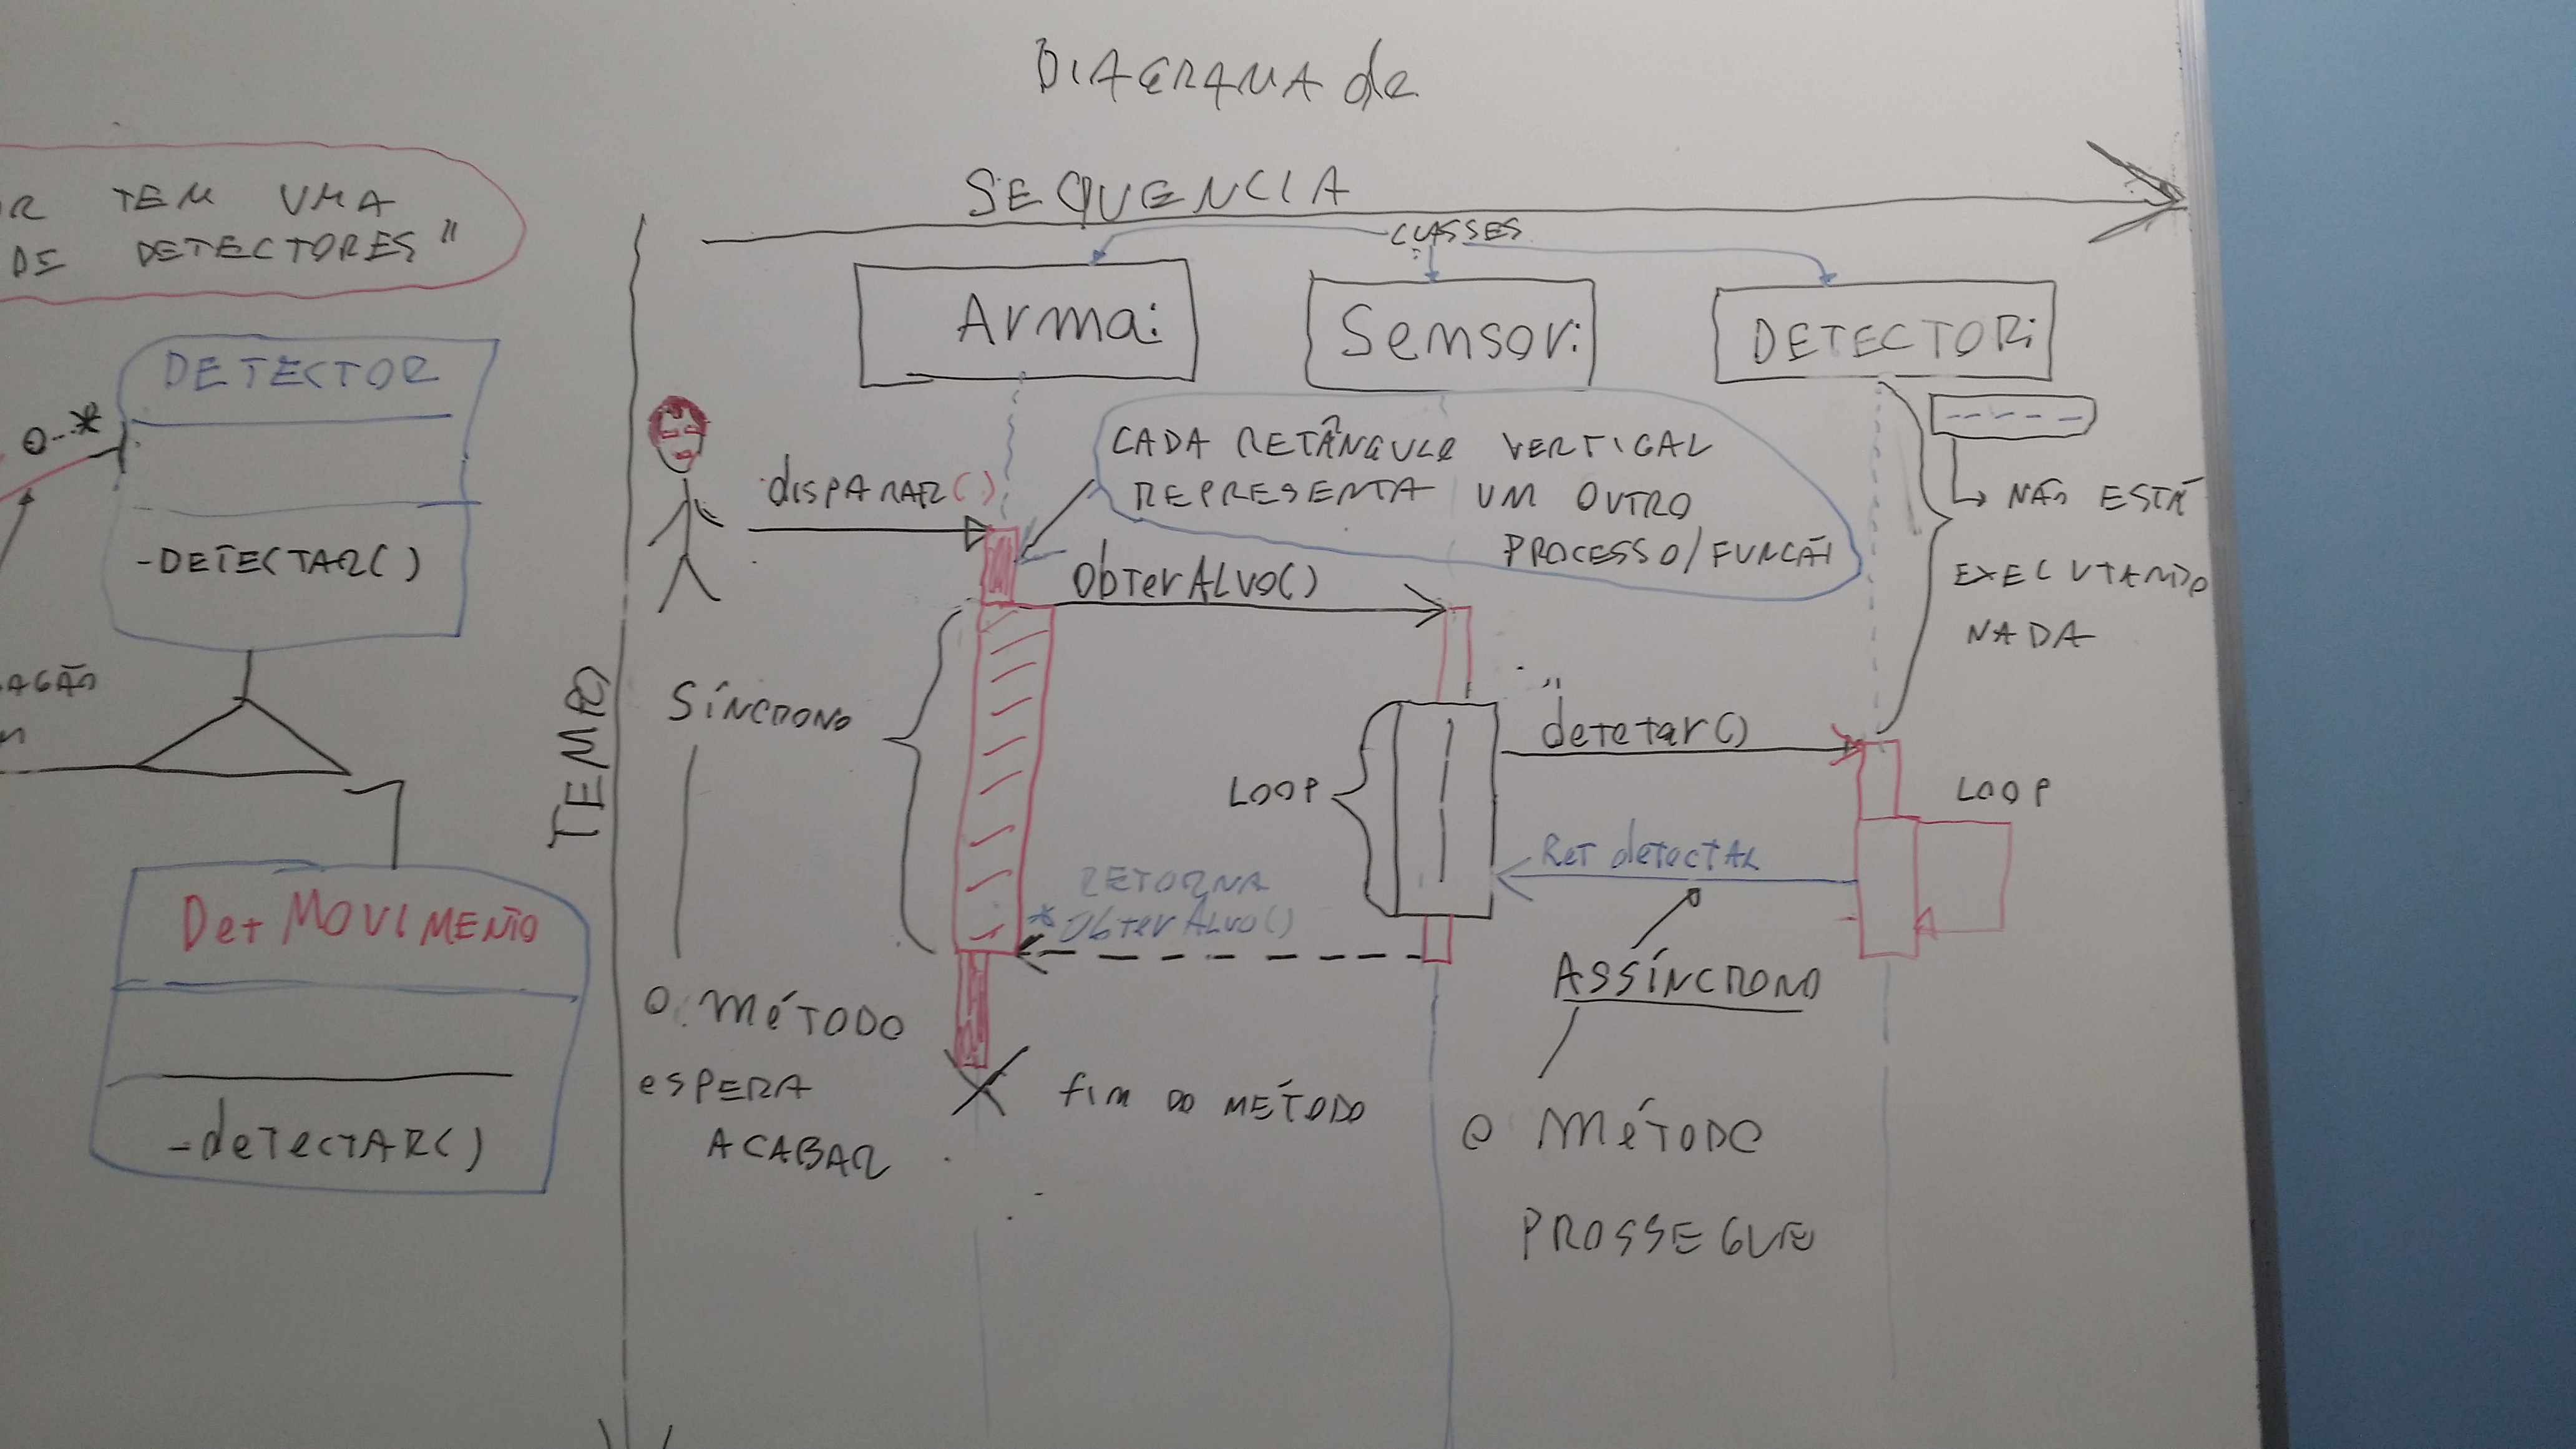 DIAGRAMA de
SEQUENCIA
CLASSES
Arma:
Sensor:
DETECTOR:
TEM UMA
DE DETECTORES"
DETECTOR
0..*
-DETECTAR()
Det MOVIMENTO
-deTecTAR()
TEMPO
disPARAR()
CADA RETÂNGULO VERTICAL
REPRESENTA UM OUTRO
PROCESSO/FUNCÃO
NÃO ESTÁ
EXECUTANDO
NADA
ObTerALVO()
SÍNCRONO
O MéTODO
eSPERA
ACABAR
LOOP
detetar()
LOOP
ReT detectAR
RETORNA
*ObTerALVO()
ASSÍNCRONO
O MéTODO
PROSSEGUE
fim DO MÉTODO